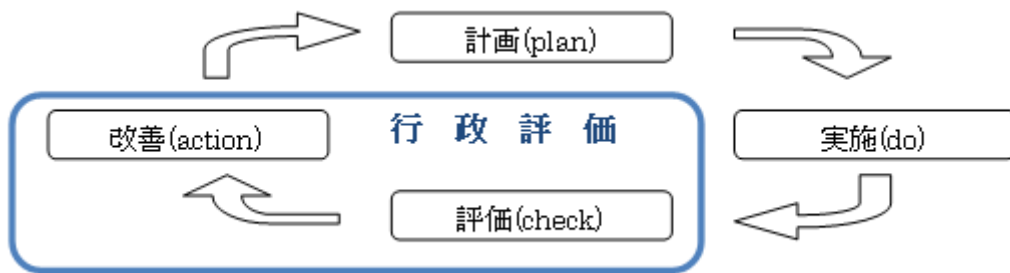 計画(plan)
改善(action)
行政評価
実施(do)
評価(check)